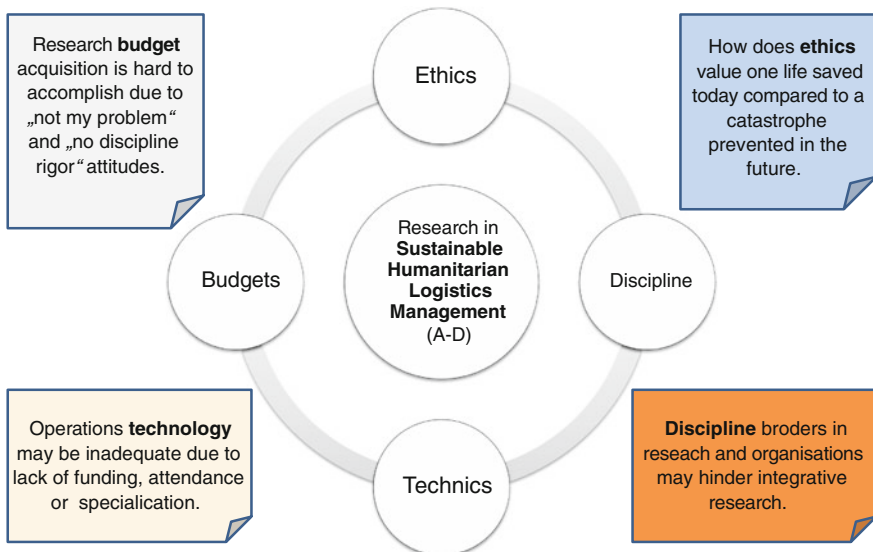 Research budget
acquisition is hard to
accomplish due to
„not my problem“
and „no discipline
rigor“ attitudes.
Ethics
How does ethics
value one life saved
today compared to a
catastrophe
prevented in the
future.
Budgets
Research in
Sustainable
Humanitarian
Logistics
Management
(A-D)
Discipline
Operations technology
may be inadequate due to
lack of funding, attendance
or specialication.
Technics
Discipline broders in
reseach and organisations
may hinder integrative
research.